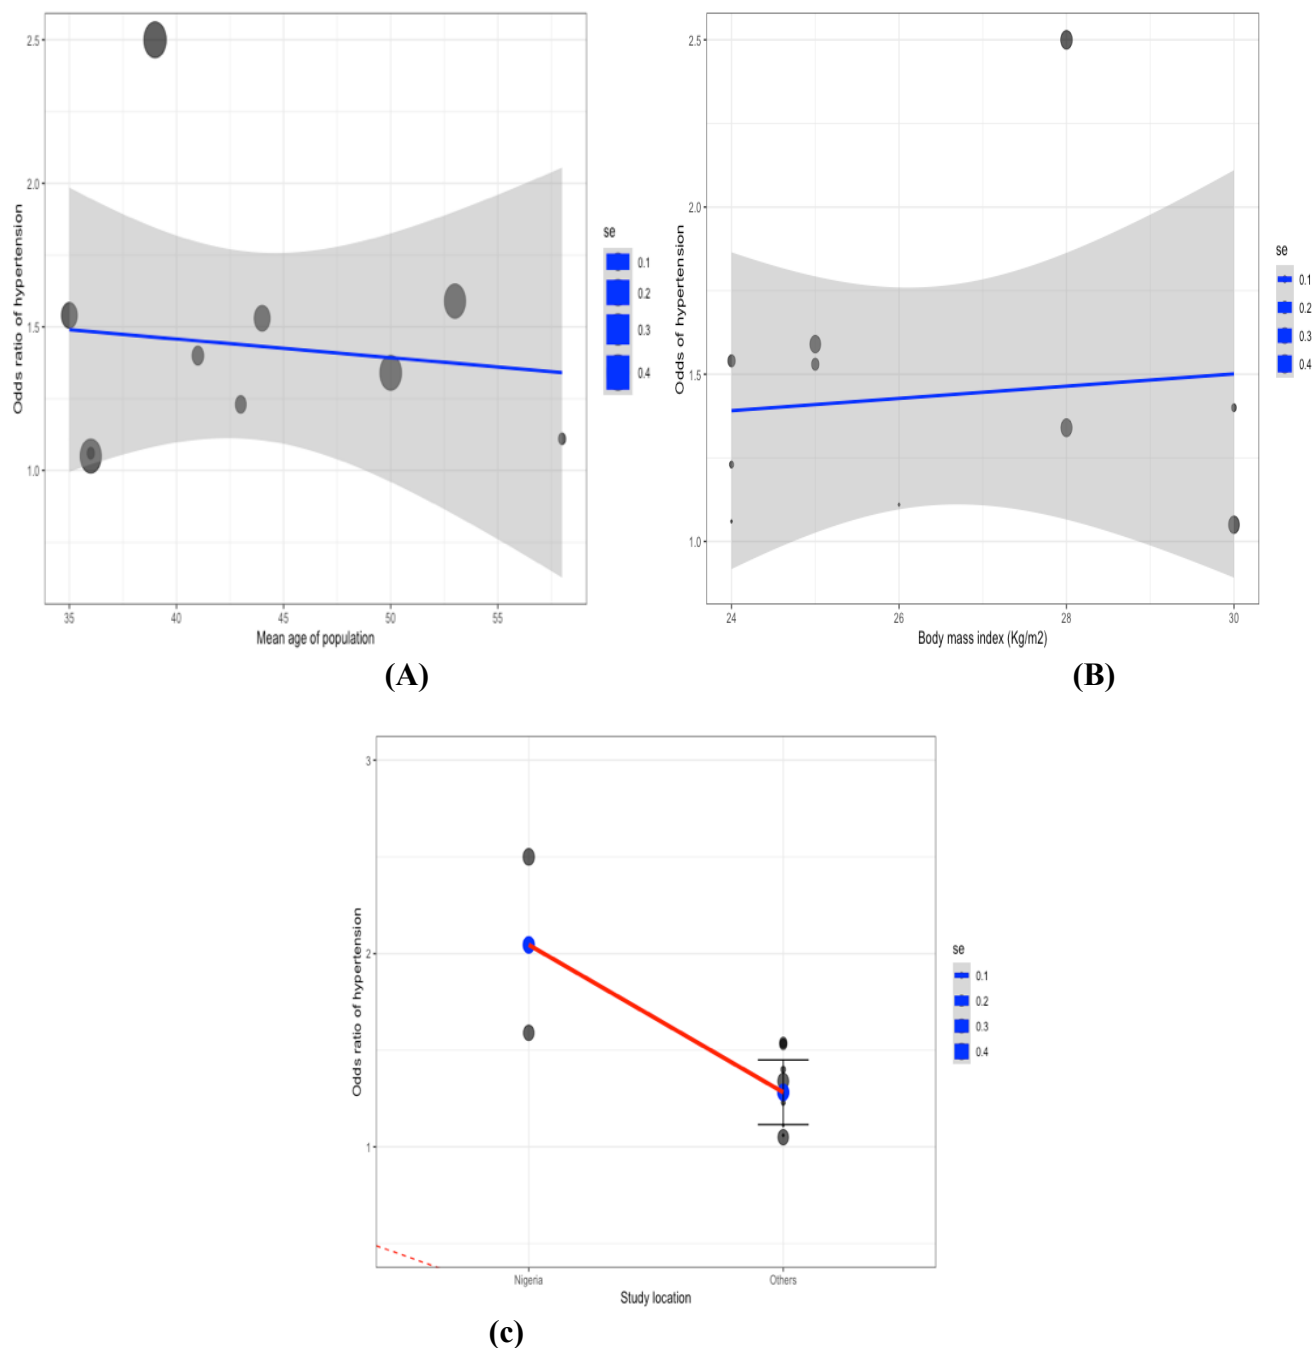 2.5
2.0
1.5
1.0
Odds ratio of hypertension
35 40 45 50 55
Mean age of population
se
0.1
0.2
0.3
0.4
(A)
2.5
2.0
1.5
1.0
Odds of hypertension
24 26 28 30
Body mass index (Kg/m2)
se
0.1
0.2
0.3
0.4
(B)
3
2
1
Odds ratio of hypertension
Nigeria Others
Study location
se
0.1
0.2
0.3
0.4
(c)